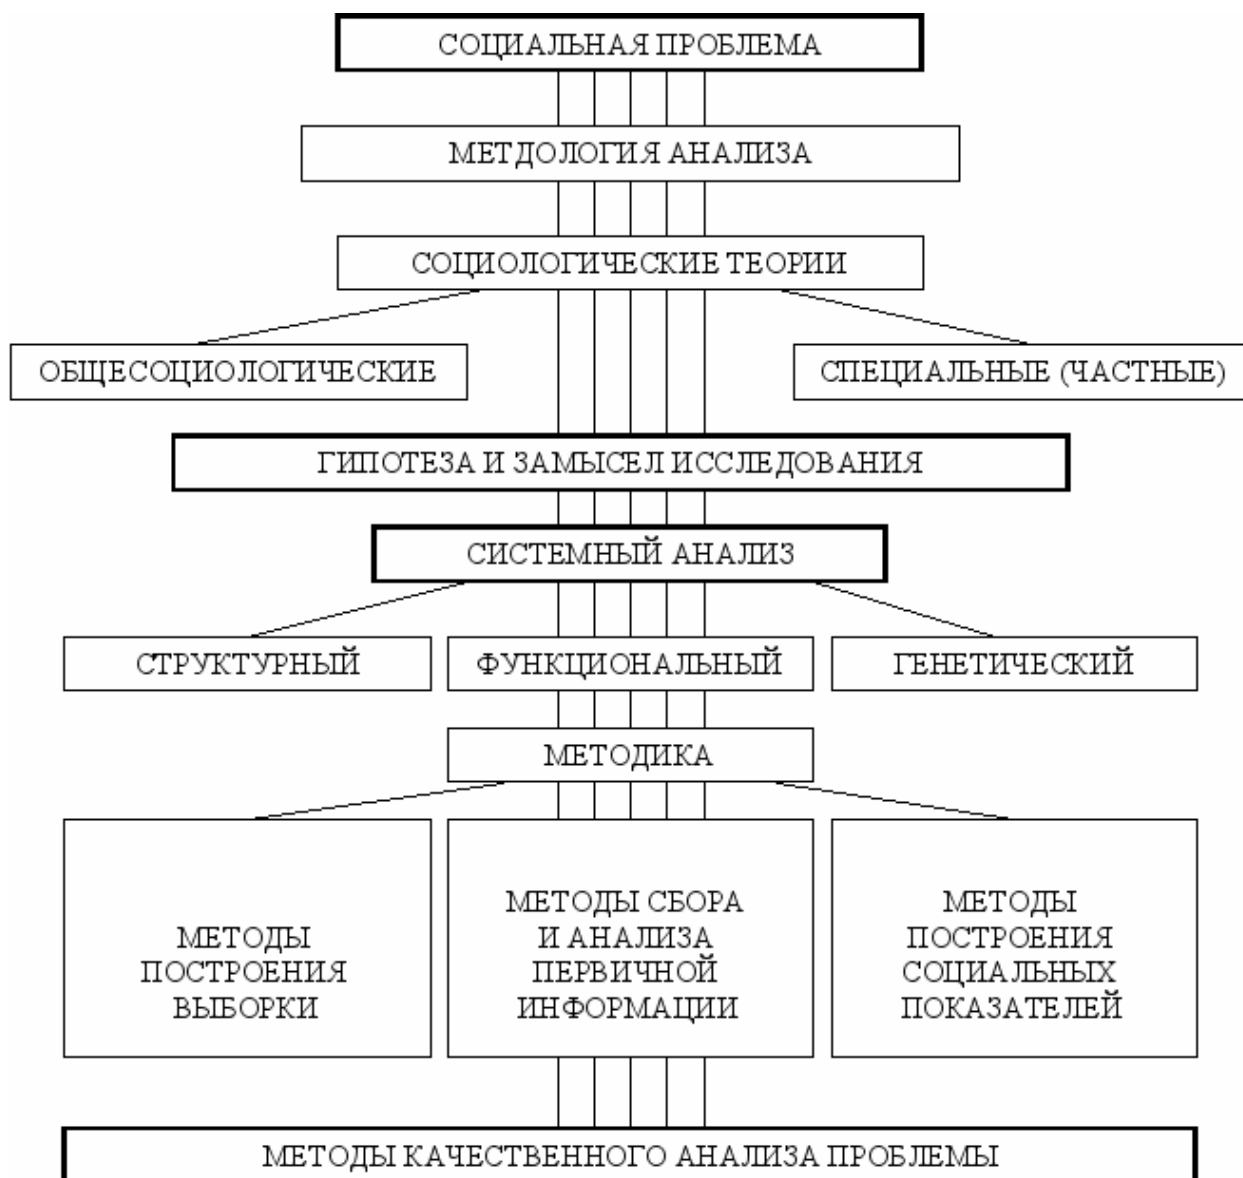 СОЦИАЛЬНАЯ ПРОБЛЕМА
МЕТДОЛОГИЯ АНАЛИЗА
СОЦИОЛОГИЧЕСКИЕ ТЕОРИИ
ОБЩЕСОЦИОЛОГИЧЕСКИЕ
СПЕЦИАЛЬНЫЕ (ЧАСТНЫЕ)
ГИПОТЕЗА И ЗАМЫСЕЛ ИССЛЕДОВАНИЯ
СИСТЕМНЫЙ АНАЛИЗ
СТРУКТУРНЫЙ
ФУНКЦИОНАЛЬНЫЙ
ГЕНЕТИЧЕСКИЙ
МЕТОДИКА
МЕТОДЫ
ПОСТРОЕНИЯ
ВЫБОРКИ
МЕТОДЫ СБОРА
И АНАЛИЗА
ПЕРВИЧНОЙ
ИНФОРМАЦИИ
МЕТОДЫ
ПОСТРОЕНИЯ
СОЦИАЛЬНЫХ
ПОКАЗАТЕЛЕЙ
МЕТОДЫ КАЧЕСТВЕННОГО АНАЛИЗА ПРОБЛЕМЫ